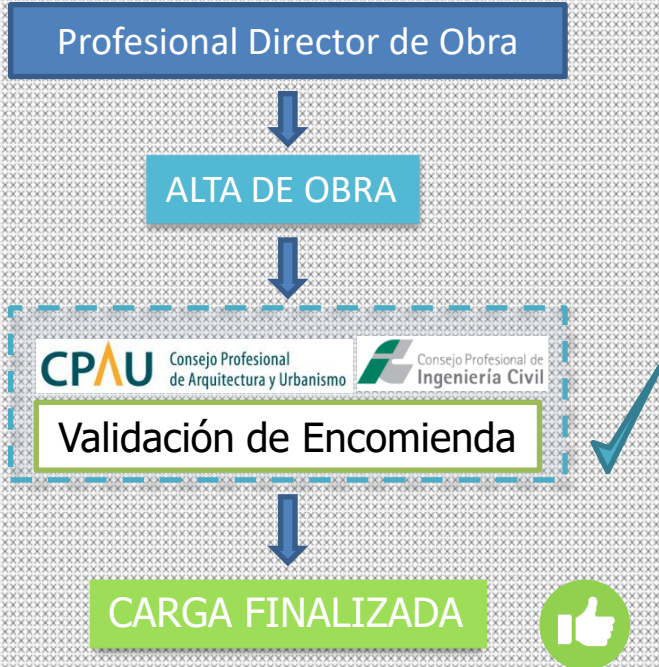 Profesional Director de Obra
ALTA DE OBRA
CPAU Consejo Profesional
de Arquitectura y Urbanismo
Consejo Profesional de
Ingeniería Civil
Validación de Encomienda
CARGA FINALIZADA